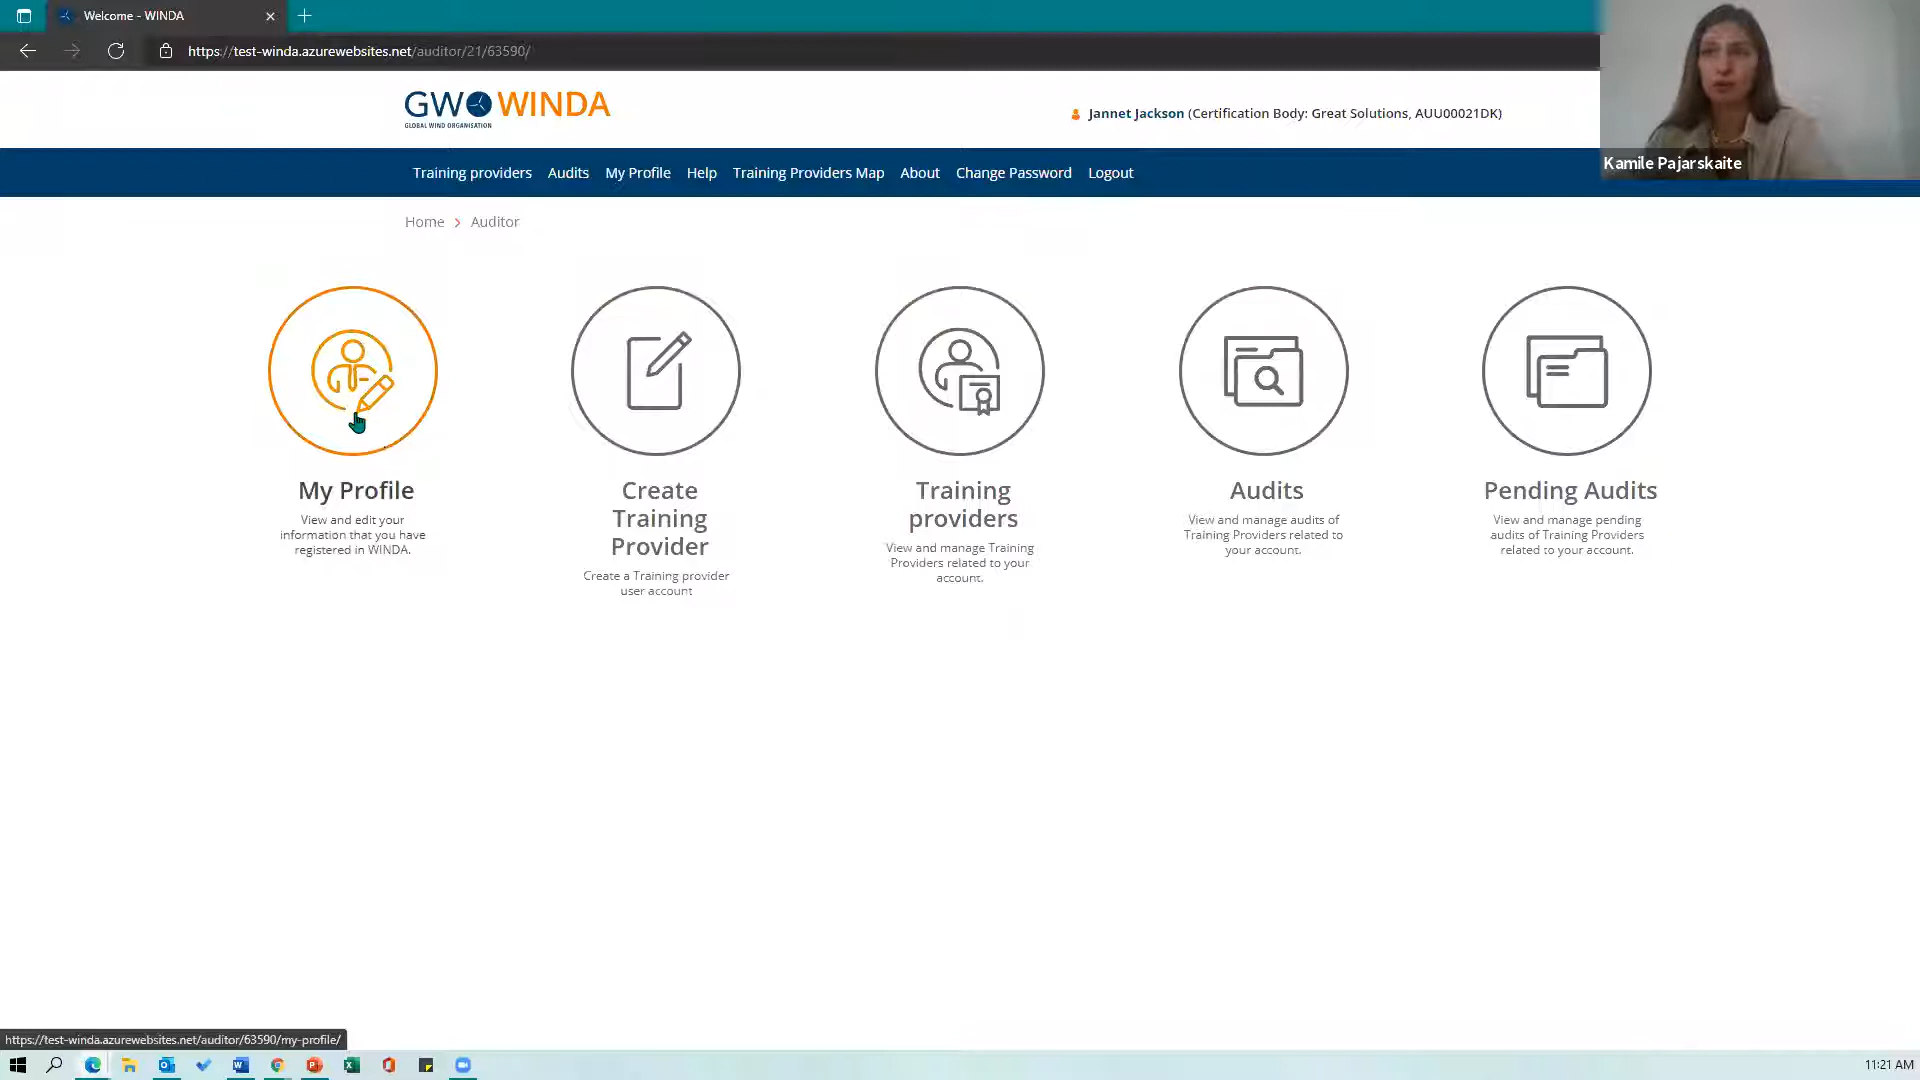 Welcome - WINDA
https://test-winda.azurewebsites.net/auditor/21/63590/
GWO WINDA
GLOBAL WIND ORGANISATION
Jannet Jackson (Certification Body: Great Solutions, AUU00021DK)
Kamile Pajarskaite
Training providers Audits My Profile Help Training Providers Map About Change Password Logout
Home > Auditor
My Profile
View and edit your
information that you have
registered in WINDA.
Create
Training
Provider
Create a Training provider
user account
Training
providers
View and manage Training
Providers related to your
account.
Audits
View and manage audits of
Training Providers related to
your account.
Pending Audits
View and manage pending
audits of Training Providers
related to your account.
https://test-winda.azurewebsites.net/auditor/63590/my-profile/
11:21 AM